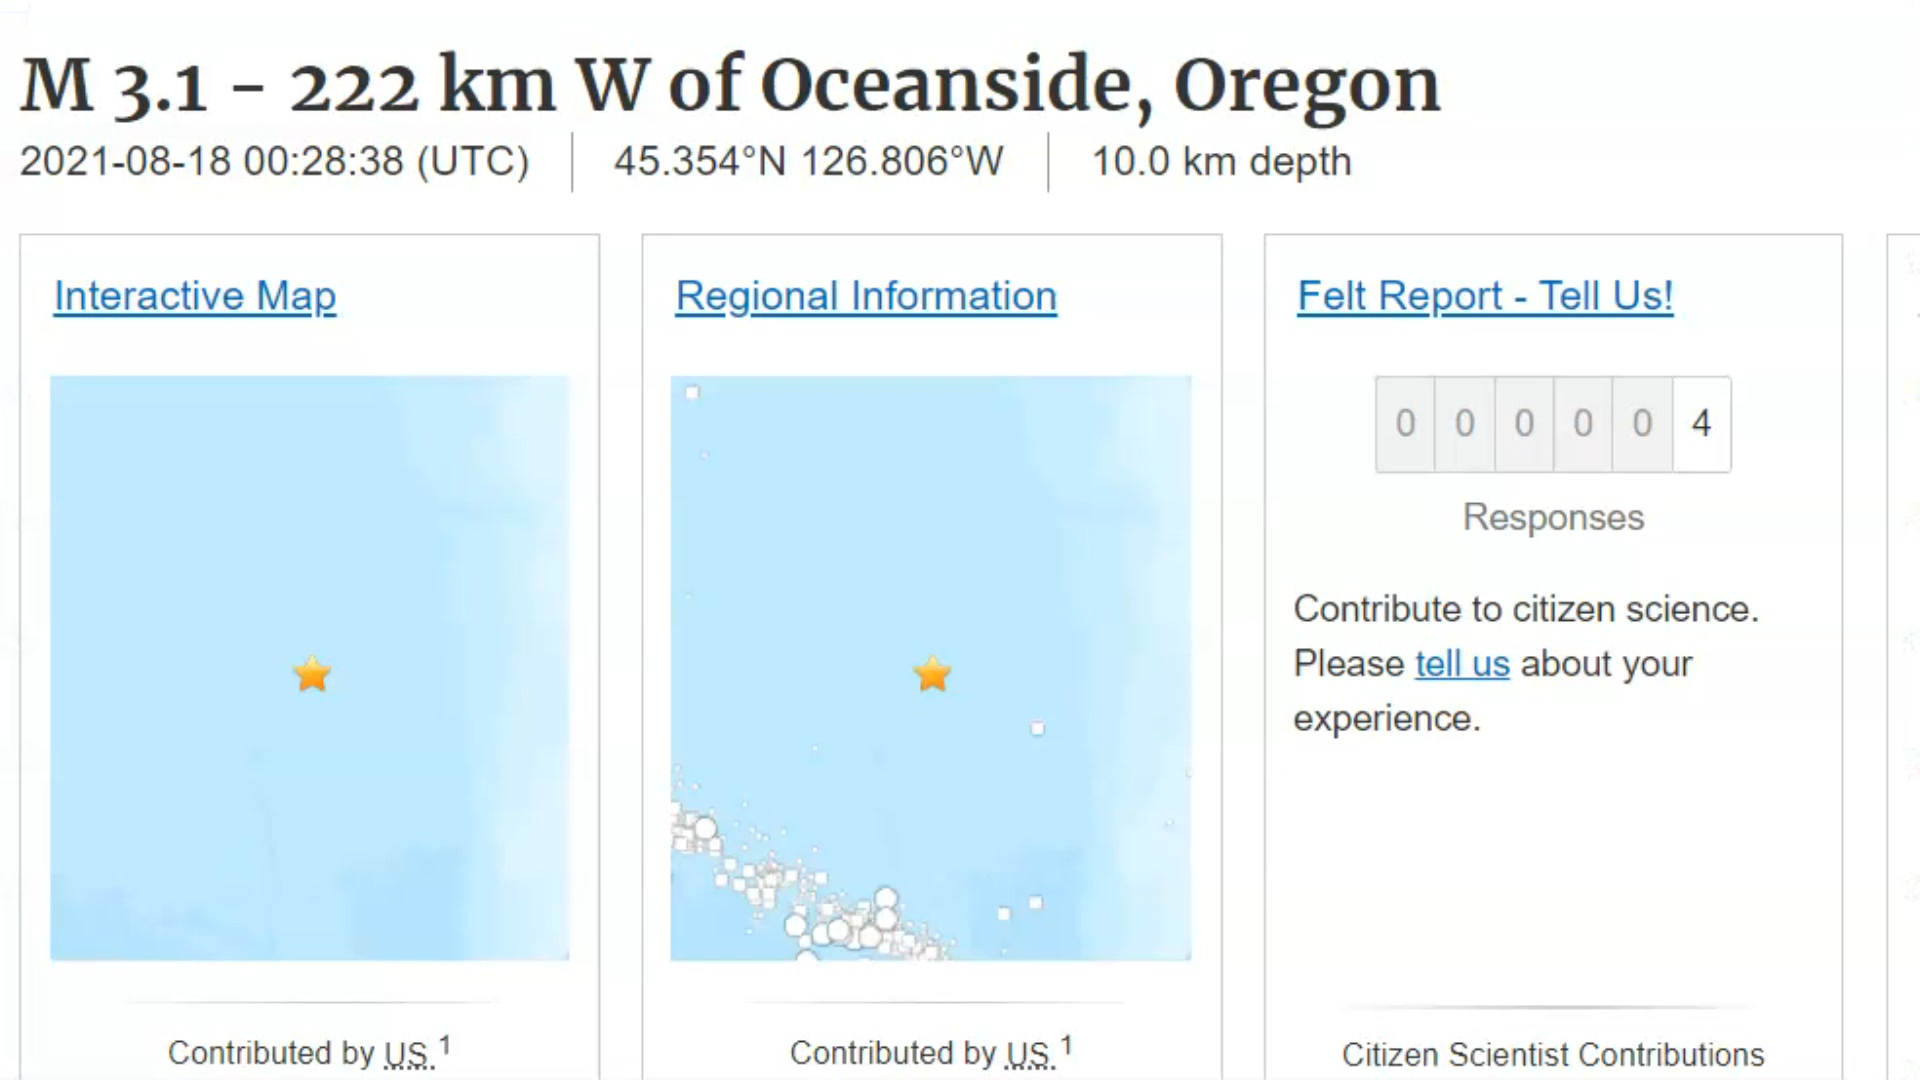 M 3.1 - 222 km W of Oceanside, Oregon
2021-08-18 00:28:38 (UTC) 45.354°N 126.806°W 10.0 km depth
Interactive Map
Contributed by US 1
Regional Information
Contributed by US 1
Felt Report - Tell Us!
0 0 0 0 0 4
Responses
Contribute to citizen science.
Please tell us about your
experience.
Citizen Scientist Contributions